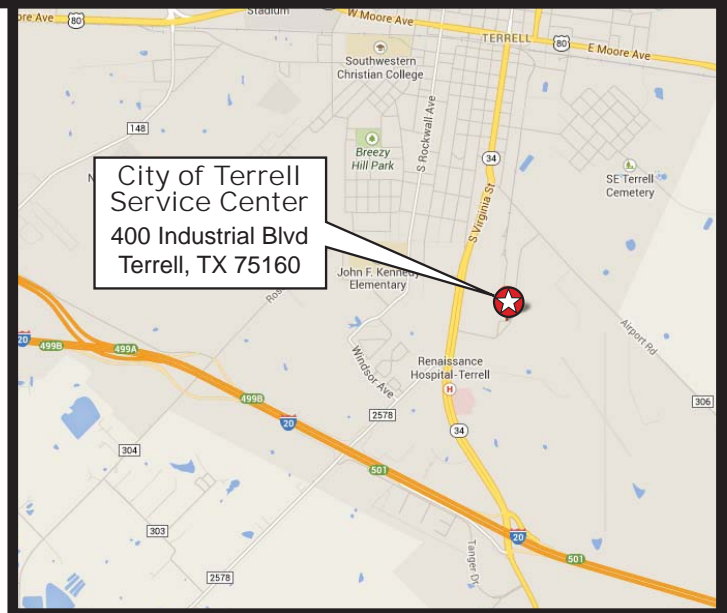 Stadium
ore Ave
80
W Moore Ave
TERRELL
80
E Moore Ave
Southwestern
Christian College
148
S Rockwall Ave
Breezy
Hill Park
34
SE Terrell
Cemetery
City of Terrell
Service Center
400 Industrial Blvd
Terrell, TX 75160
S Virginia St
John F. Kennedy
Elementary
Airport Rd
20
499B
499A
Windsor Ave
Renaissance
Hospital-Terrell
H
499B
20
2578
306
34
304
501
303
20
501
2578
Tanger Dr